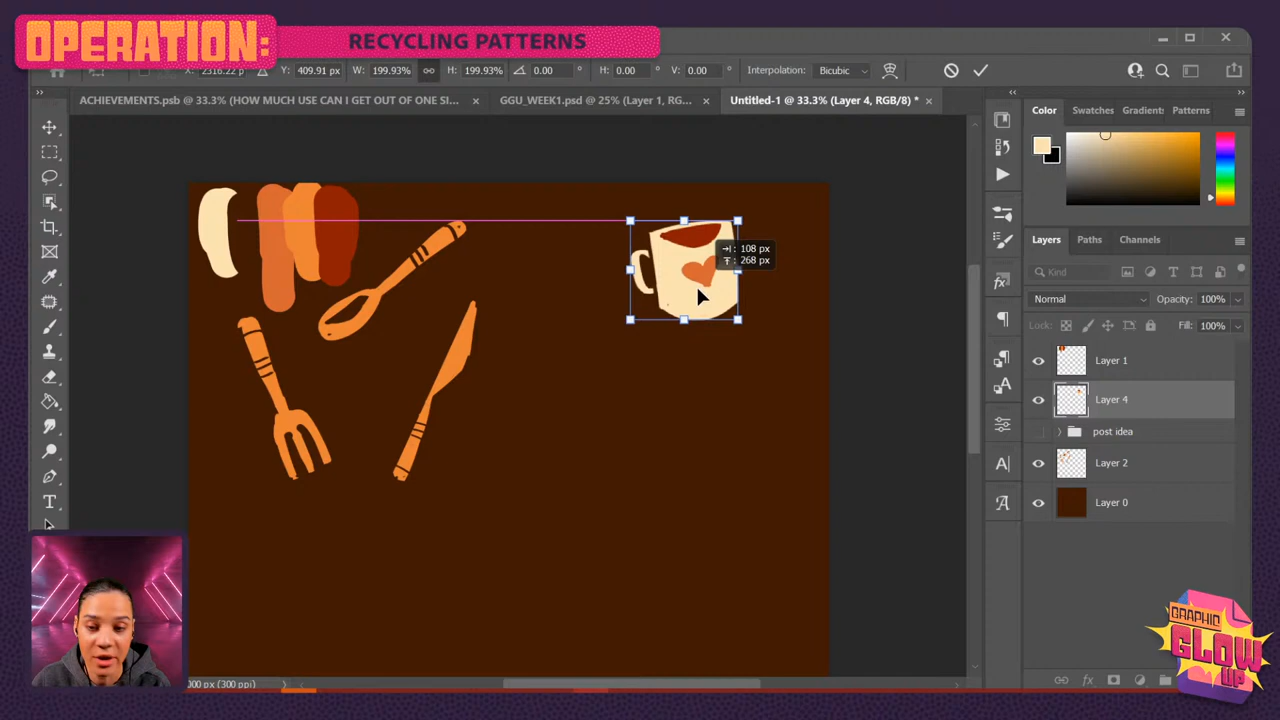 OPERATION:
RECYCLING PATTERNS
2316.22 p
Y: 409.91 px
W: 199.93%
H: 199.93%
0.00
H: 0.00
V: 0.00
Interpolation:
Bicubic
ACHIEVEMENTS.psb @ 33.3% (HOW MUCH USE CAN I GET OUT OF ONE SI...
GGU_WEEK1.psd @ 25% (Layer 1, RG...
Untitled-1 @ 33.3% (Layer 4, RGB/8) *
Color
Swatches
Gradients
Patterns
108 px
268 px
Layers
Paths
Channels
Kind
Normal
Opacity: 100%
Lock:
Fill: 100%
Layer 1
Layer 4
post idea
Layer 2
Layer 0
000 px (300 ppi)
fx
GRAPHIC
GLOW
UP